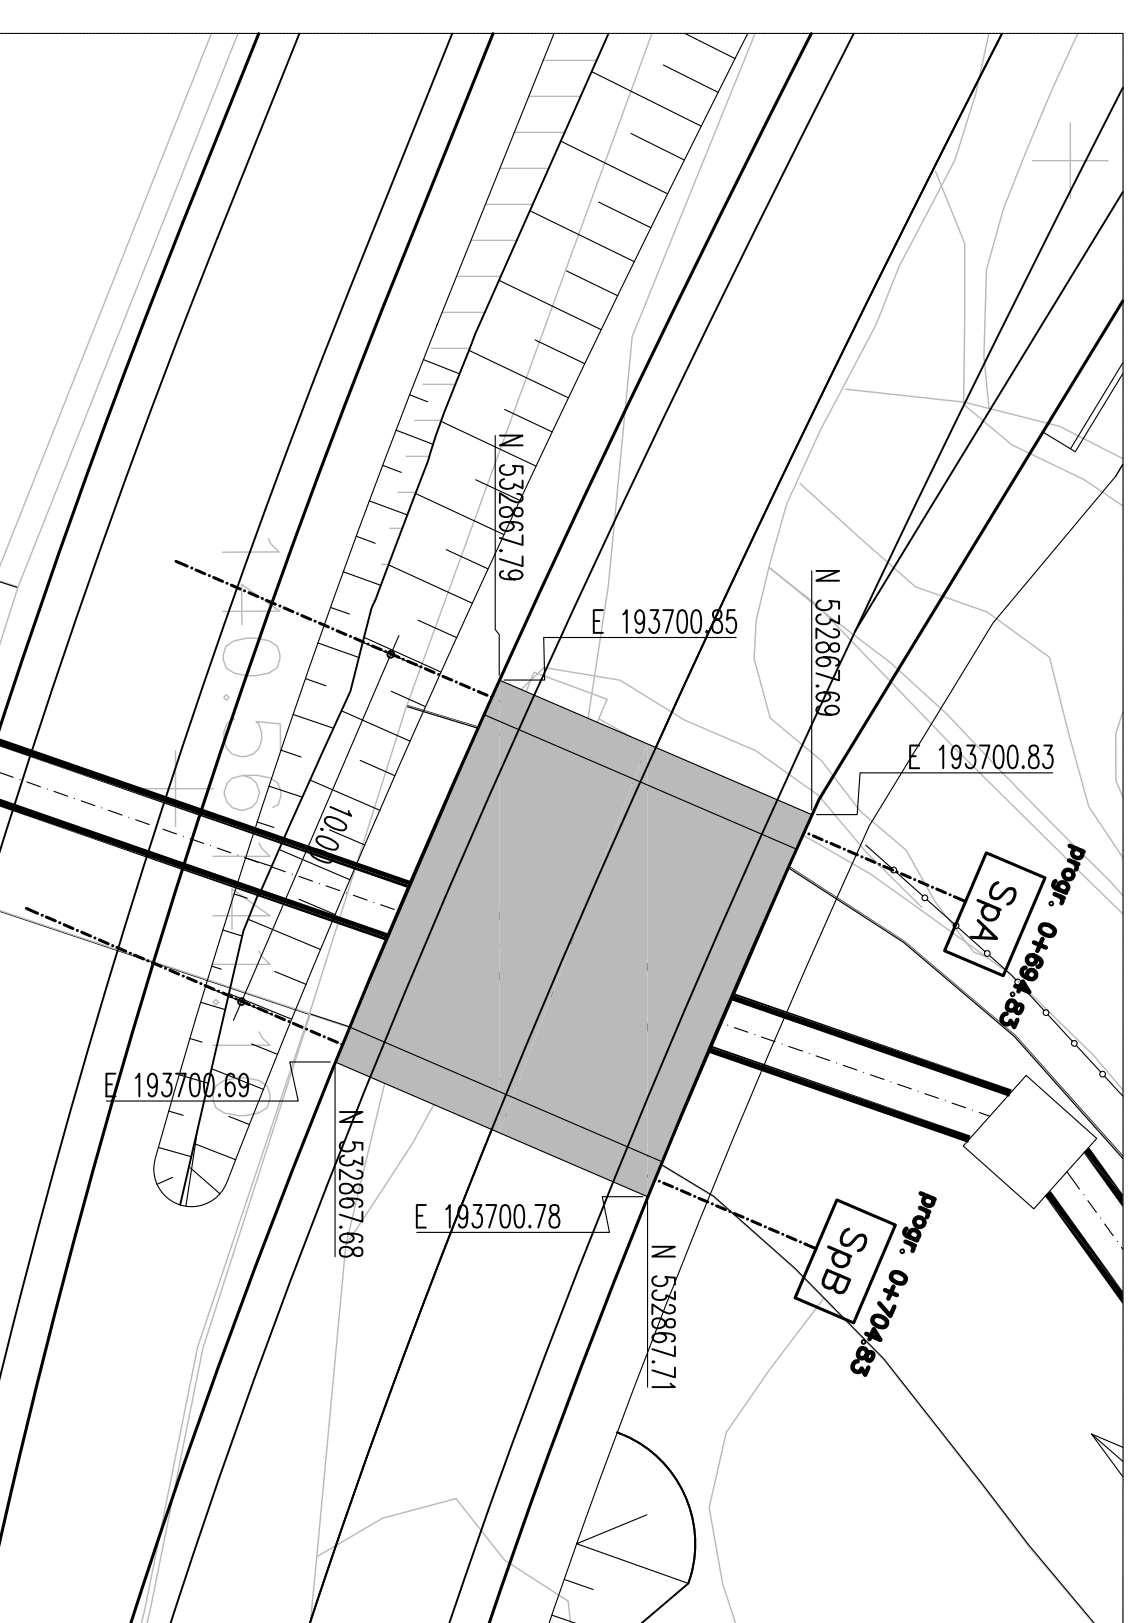 N 532867.79
E 193700.85
N 532867.69
E 193700.83
progr. 0+694.83
SpA
10.00
E 193700.69
N 532867.68
E 193700.78
N 532867.71
progr. 0+704.83
SpB